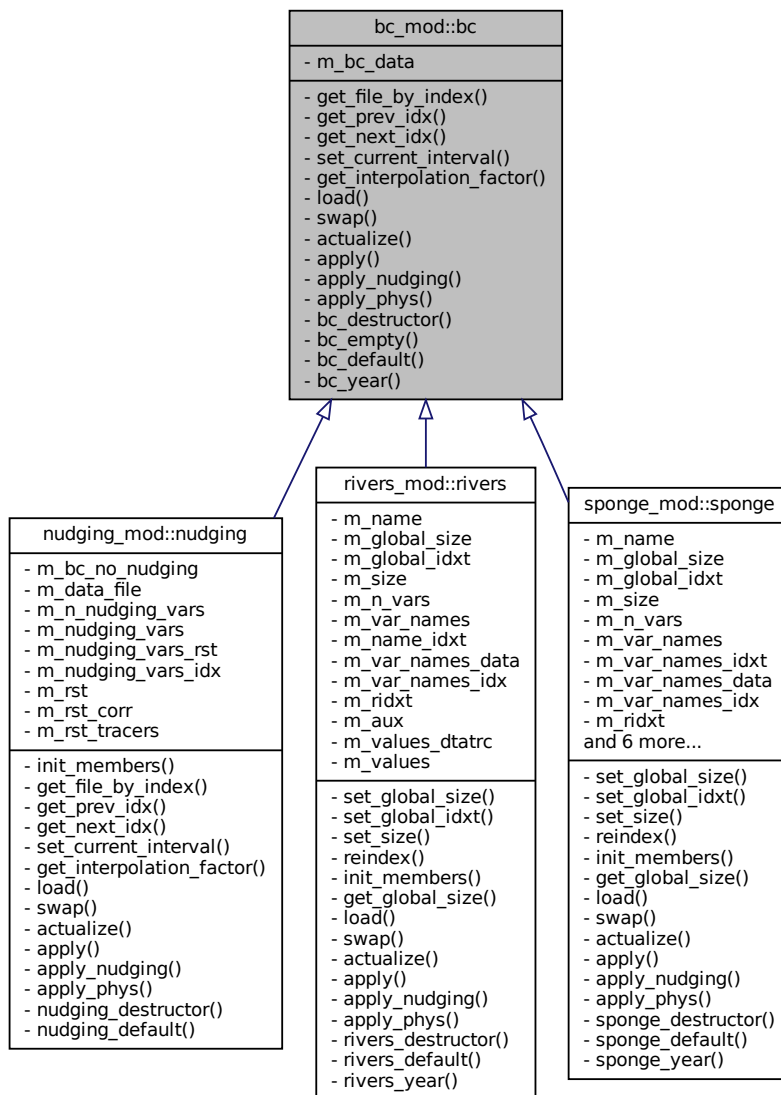 bc_mod::bc
- m_bc_data
- get_file_by_index()
- get_prev_idx()
- get_next_idx()
- set_current_interval()
- get_interpolation_factor()
- load()
- swap()
- actualize()
- apply()
- apply_nudging()
- apply_phys()
- bc_destructor()
- bc_empty()
- bc_default()
- bc_year()
nudging_mod::nudging
- m_bc_no_nudging
- m_data_file
- m_n_nudging_vars
- m_nudging_vars
- m_nudging_vars_rst
- m_nudging_vars_idx
- m_rst
- m_rst_corr
- m_rst_tracers
- init_members()
- get_file_by_index()
- get_prev_idx()
- get_next_idx()
- set_current_interval()
- get_interpolation_factor()
- load()
- swap()
- actualize()
- apply()
- apply_nudging()
- apply_phys()
- nudging_destructor()
- nudging_default()
rivers_mod::rivers
- m_name
- m_global_size
- m_global_idxt
- m_size
- m_n_vars
- m_var_names
- m_name_idxt
- m_var_names_data
- m_var_names_idx
- m_ridxt
- m_aux
- m_values_dtatrc
- m_values
- set_global_size()
- set_global_idxt()
- set_size()
- reindex()
- init_members()
- get_global_size()
- load()
- swap()
- actualize()
- apply()
- apply_nudging()
- apply_phys()
- rivers_destructor()
- rivers_default()
- rivers_year()
sponge_mod::sponge
- m_name
- m_global_size
- m_global_idxt
- m_size
- m_n_vars
- m_var_names
- m_var_names_idxt
- m_var_names_data
- m_var_names_idx
- m_ridxt
and 6 more...
- set_global_size()
- set_global_idxt()
- set_size()
- reindex()
- init_members()
- get_global_size()
- load()
- swap()
- actualize()
- apply()
- apply_nudging()
- apply_phys()
- sponge_destructor()
- sponge_default()
- sponge_year()